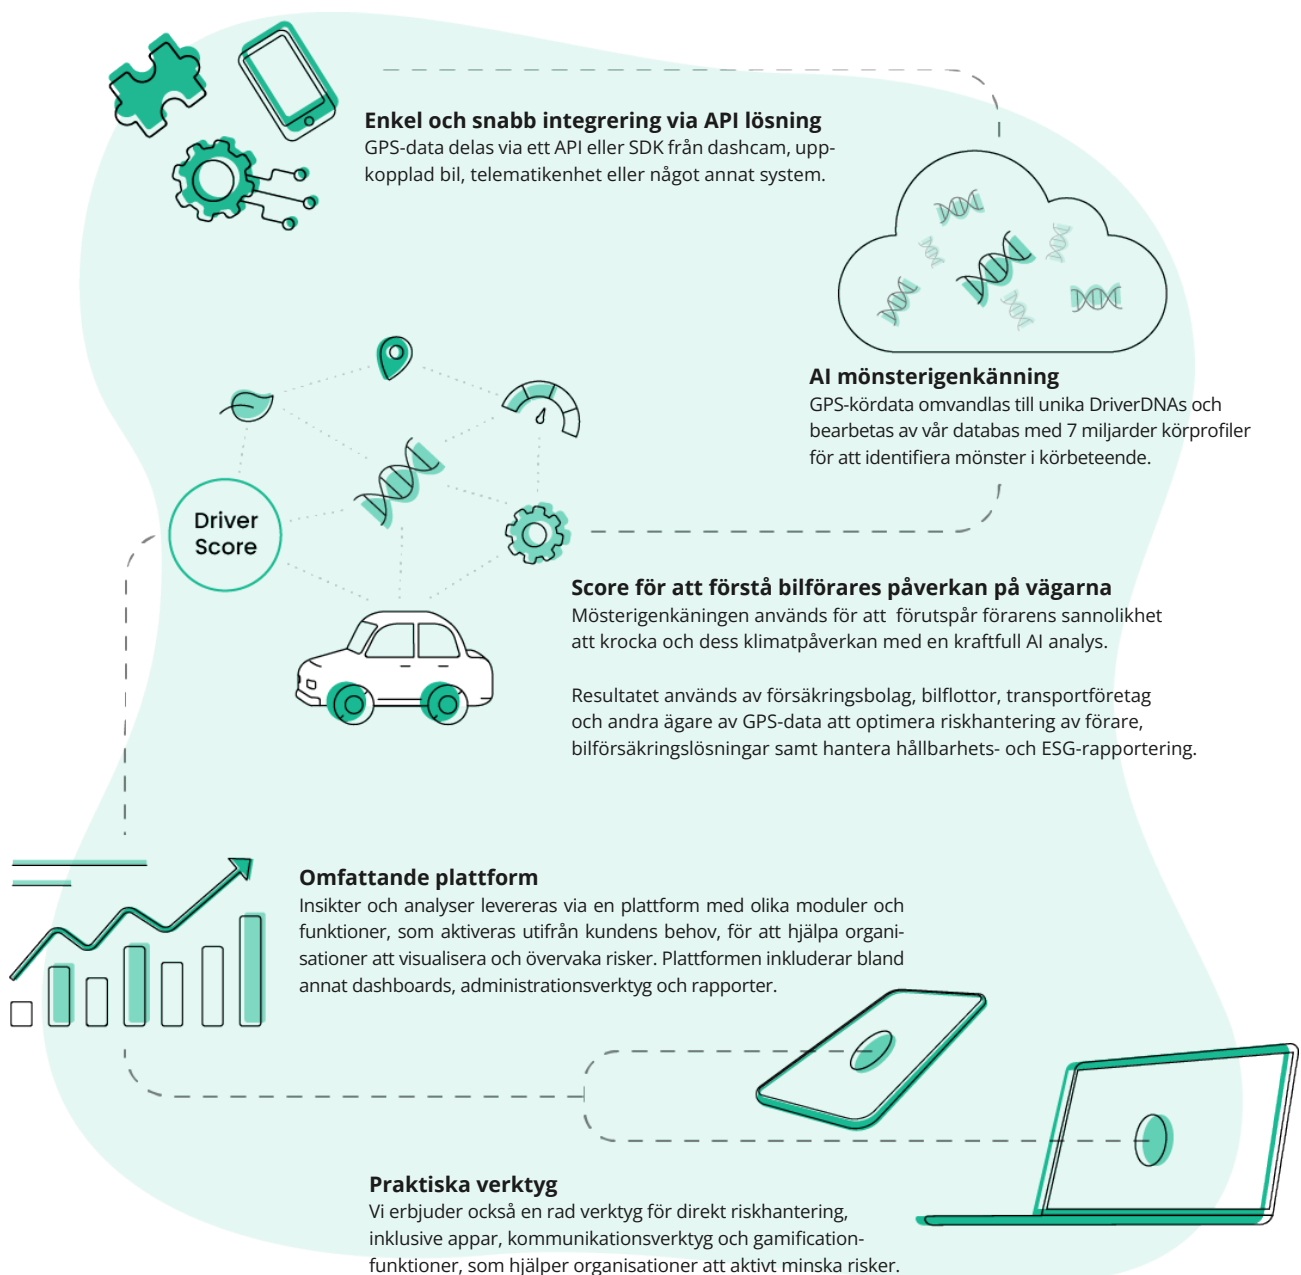 Enkel och snabb integrering via API lösning
GPS-data delas via ett API eller SDK från dashcam, upp-
kopplad bil, telematikenhet eller något annat system.
AI mönsterigenkänning
GPS-kördata omvandlas till unika DriverDNAs och
bearbetas av vår databas med 7 miljarder körprofiler
för att identifiera mönster i körbeteende.
Driver
Score
Score för att förstå bilförares påverkan på vägarna
Mösterigenkäningen används för att förutspår förarens sannolikhet
att krocka och dess klimatpåverkan med en kraftfull AI analys.
Resultatet används av försäkringsbolag, bilflottor, transportföretag
och andra ägare av GPS-data att optimera riskhantering av förare,
bilförsäkringslösningar samt hantera hållbarhets- och ESG-rapportering.
Omfattande plattform
Insikter och analyser levereras via en plattform med olika moduler och
funktioner, som aktiveras utifrån kundens behov, för att hjälpa organi-
sationer att visualisera och övervaka risker. Plattformen inkluderar bland
annat dashboards, administrationsverktyg och rapporter.
Praktiska verktyg
Vi erbjuder också en rad verktyg för direkt riskhantering,
inklusive appar, kommunikationsverktyg och gamification-
funktioner, som hjälper organisationer att aktivt minska risker.